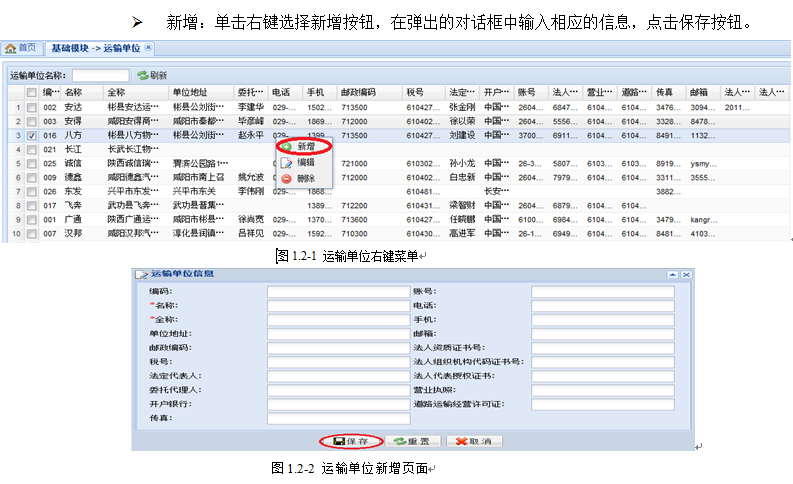 ➢ 新增：单击右键选择新增按钮，在弹出的对话框中输入相应的信息，点击保存按钮。
首页 基础模块 -> 运输单位
运输单位名称： 刷新
编… 名称 全称 单位地址 委托… 电话 手机 邮政编码 税号 法定… 开户… 账号 法人… 营业… 道路… 传真 邮箱 法人… 法人…
1 002 安达 彬县安达运… 彬县公刘街… 李建华 029-… 1502… 713500 610427… 张金刚 中国… 2604… 6847… 6104… 6104… 3476… 3094… 2011…
2 003 安得 咸阳安得商… 咸阳市秦都… 毕彦峰 029-… 1869… 712000 610402… 徐以荣 中国… 2604… 5556… 6104… 6104… 3328… 8478…
3 016 八方 彬县八方物… 彬县公刘街… 赵永平 029-… 1399… 713500 610427… 刘建设 中国… 3700… 6911… 6104… 6104… 8491… 1132…
4 021 长江 长武长江物…
5 025 诚信 陕西诚信瑞… 渭滨公园路1… 721000 610302… 孙小龙 中国… 26-3… 5807… 6103… 6103… 8919… ysmy…
6 009 德鑫 咸阳德鑫汽… 咸阳市南上召 姚允波 712000 610402… 白忠新 中国… 2604… 7979… 6104… 6104… 3311… 3555…
7 026 东发 兴平市东发… 兴平市东关 李伟刚 1868… 610481… 长安… 3882…
8 017 飞奔 武功县飞奔… 武功县普集… 1389… 712200 610431… 梁智财 中国… 2604… 6879… 6104… 6104…
9 001 广通 陕西广通运… 咸阳市彬县… 徐尚宽 029-… 1370… 713600 610427… 任晓鹏 中国… 6100… 6984… 6104… 6104… 3479… kangr…
10 007 汉邦 咸阳汉邦汽… 淳化县润镇… 吕祥见 029-… 1592… 710300 610430… 高进军 中国… 26-1… 6949… 6104… 6104… 8481… 4103…
新增
编辑
删除
图 1.2-1 运输单位右键菜单
运输单位信息
编码： 账号：
*名称： 电话：
*全称： 手机：
单位地址： 邮箱：
邮政编码： 法人资质证书号：
税号： 法人组织机构代码证书号：
法定代表人： 法人代表授权证书：
委托代理人： 营业执照：
开户银行： 道路运输经营许可证：
传真：
保存 重置 取消
图 1.2-2 运输单位新增页面